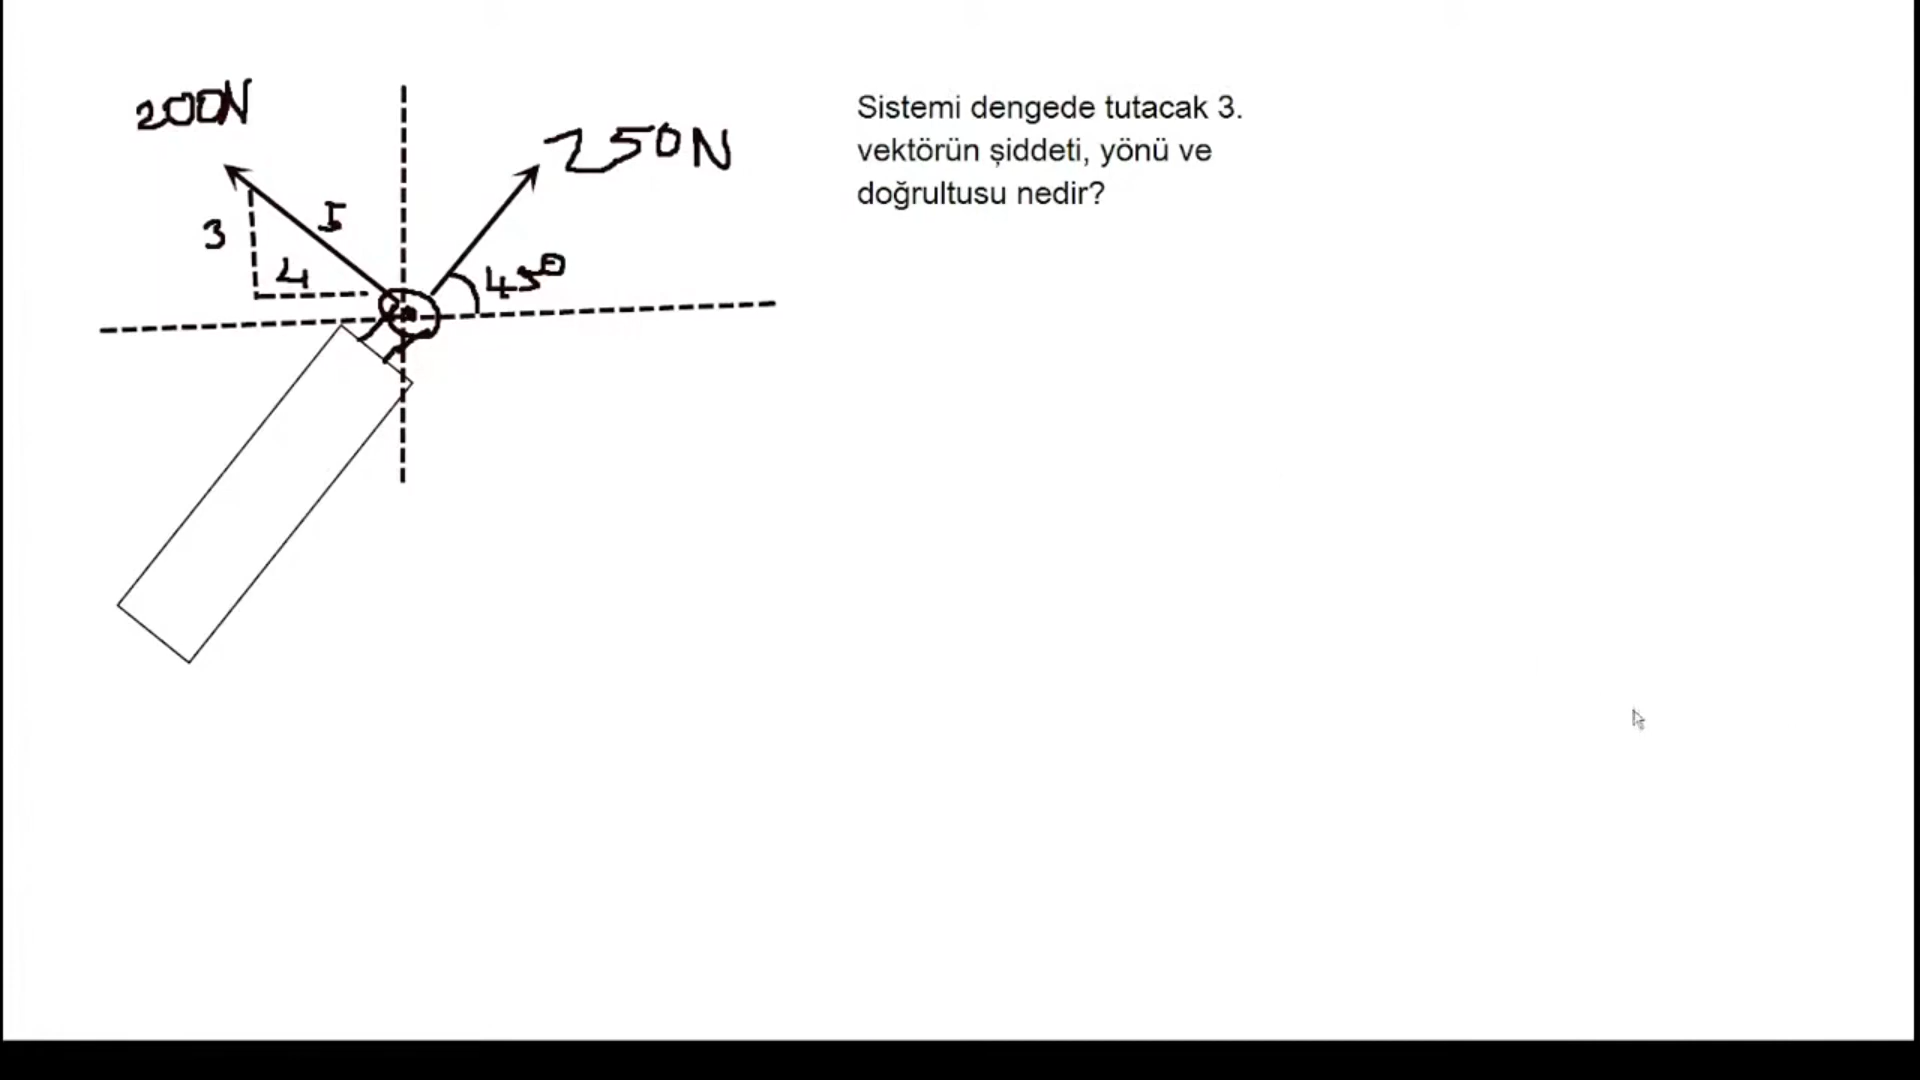 200N
250N
3
5
4
45°
Sistemi dengede tutacak 3.
vektörün şiddeti, yönü ve
doğrultusu nedir?